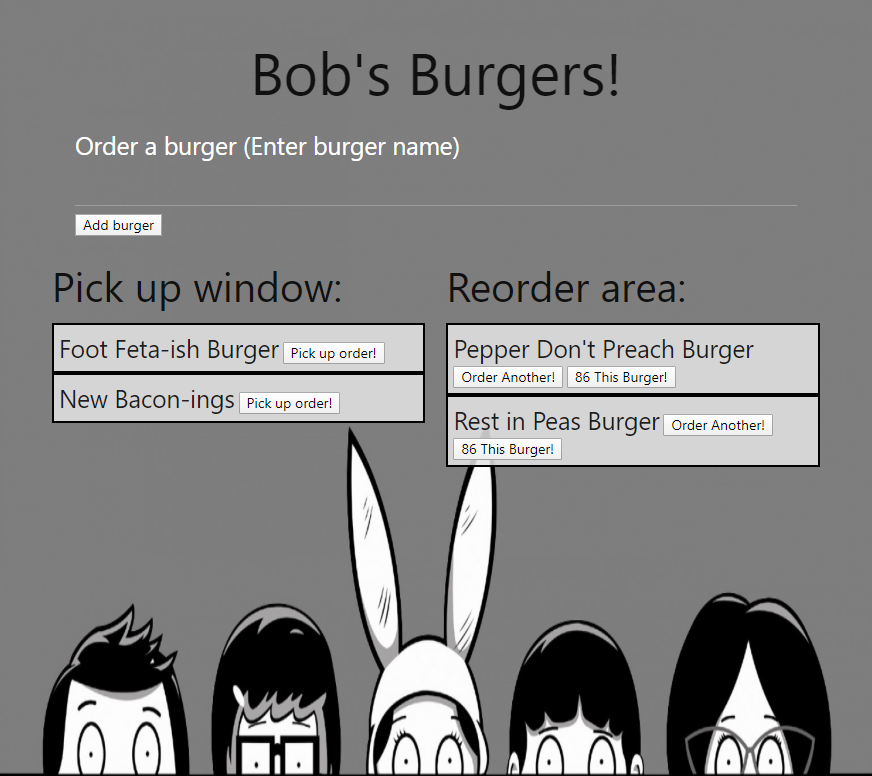 Bob's Burgers!
Order a burger (Enter burger name)
Add burger
Pick up window:
Foot Feta-ish Burger Pick up order!
New Bacon-ings Pick up order!
Reorder area:
Pepper Don't Preach Burger
Order Another! 86 This Burger!
Rest in Peas Burger Order Another!
86 This Burger!